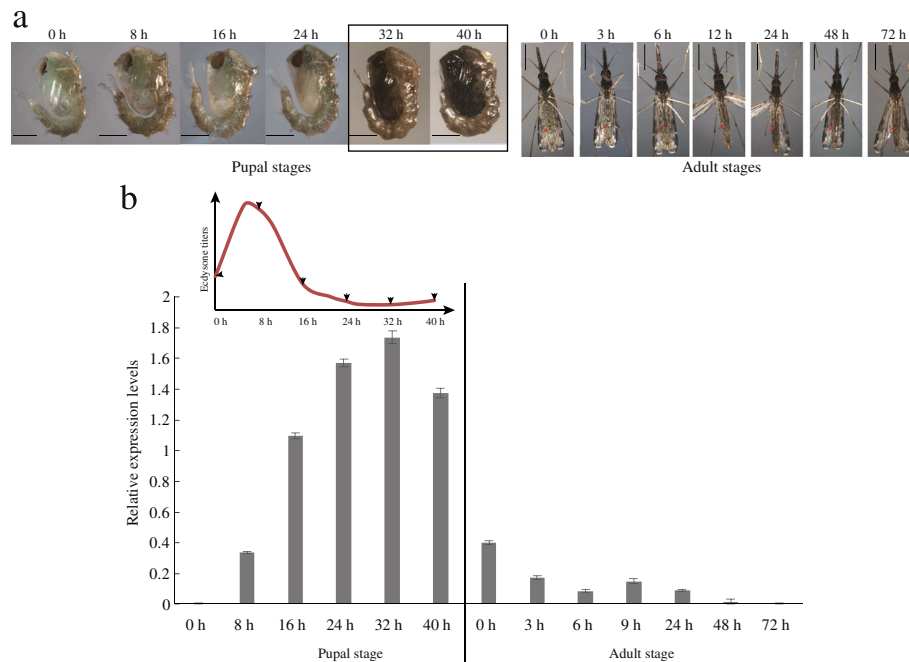 a
0 h 8 h 16 h 24 h 32 h 40 h 0 h 3 h 6 h 12 h 24 h 48 h 72 h
Pupal stages Adult stages
b
Ecdysone titers
0 h 8 h 16 h 24 h 32 h 40 h
Relative expression levels
2
1.8
1.6
1.4
1.2
1
0.8
0.6
0.4
0.2
0
0 h 8 h 16 h 24 h 32 h 40 h 0 h 3 h 6 h 9 h 24 h 48 h 72 h
Pupal stage Adult stage